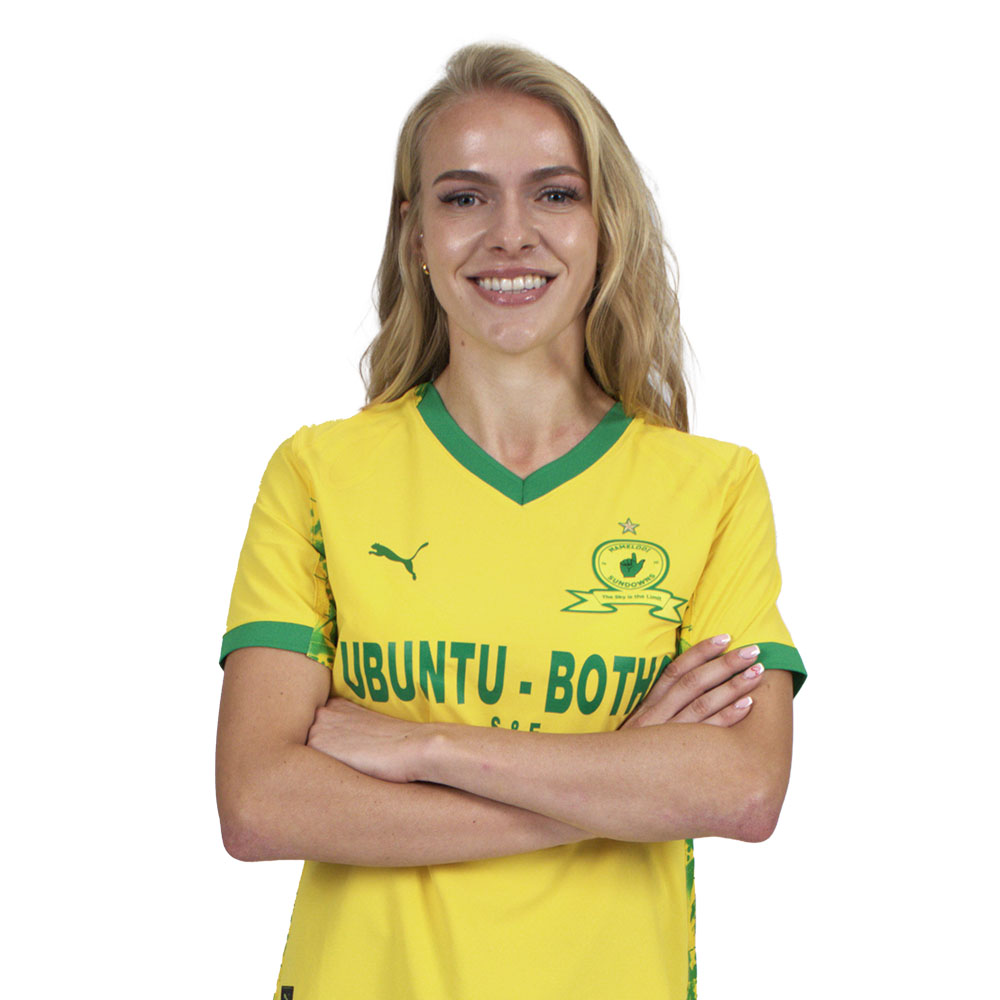 MAMELODI
SUNDOWNS
The Sky is the Limit
UBUNTU - BOTH